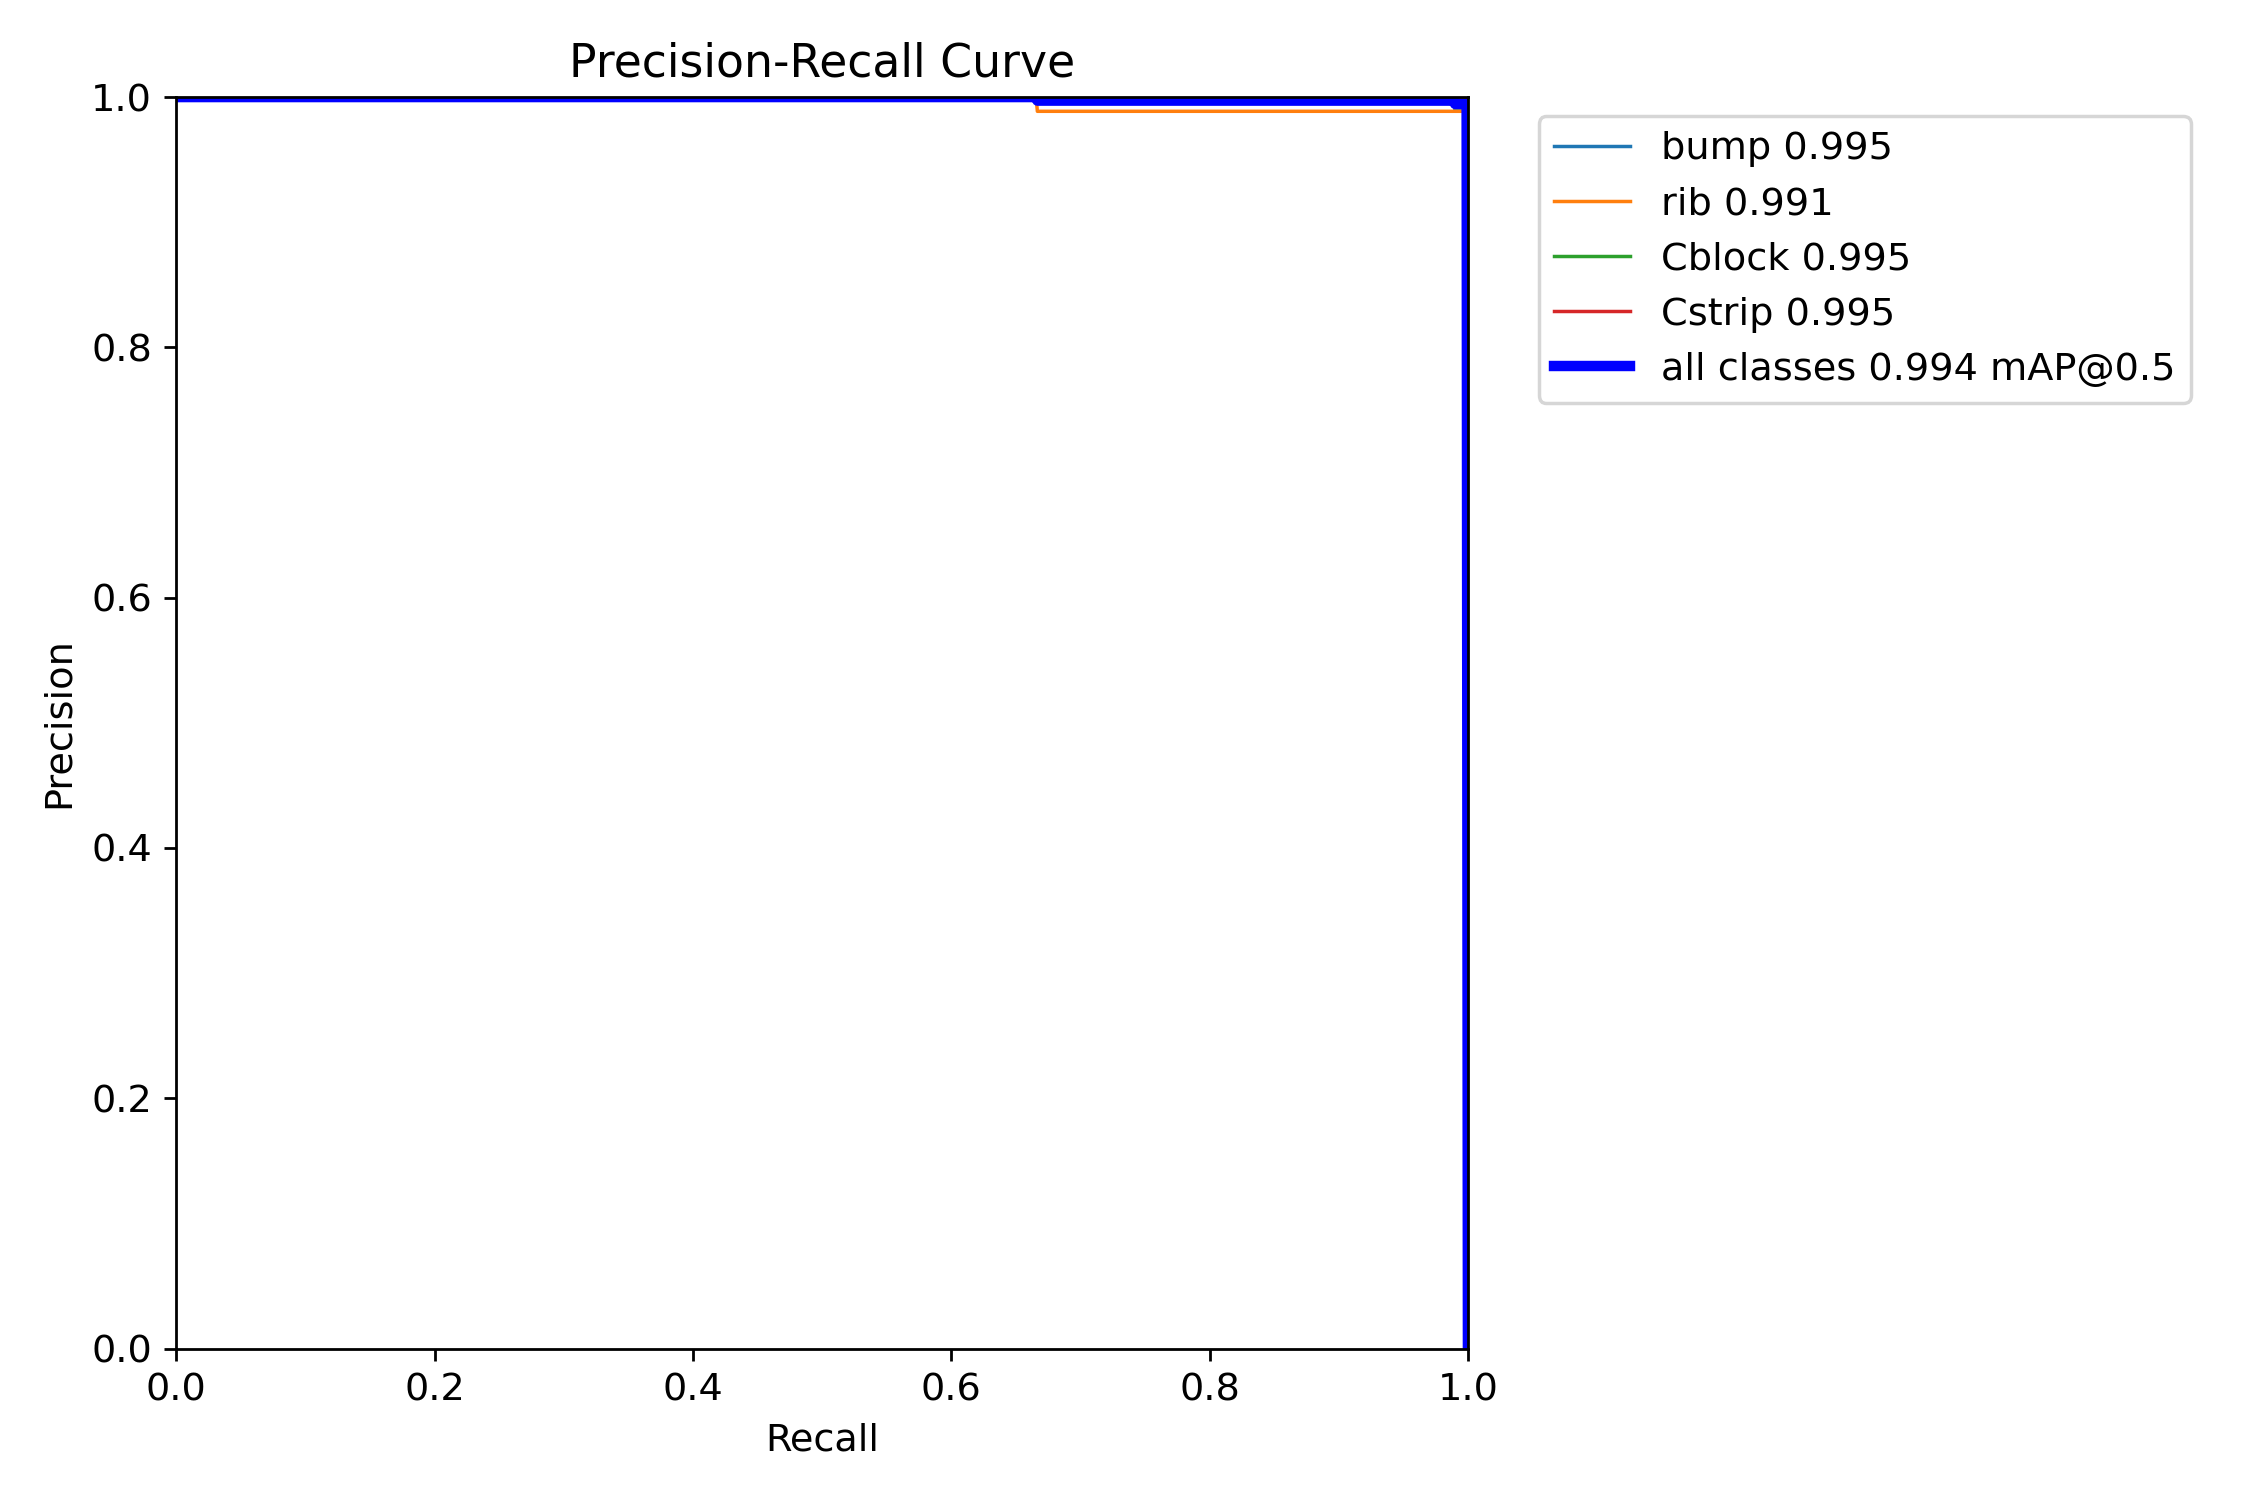 Precision-Recall Curve
1.0
0.8
0.6
0.4
0.2
0.0
Precision
0.0 0.2 0.4 0.6 0.8 1.0
Recall
bump 0.995
rib 0.991
Cblock 0.995
Cstrip 0.995
all classes 0.994 mAP@0.5